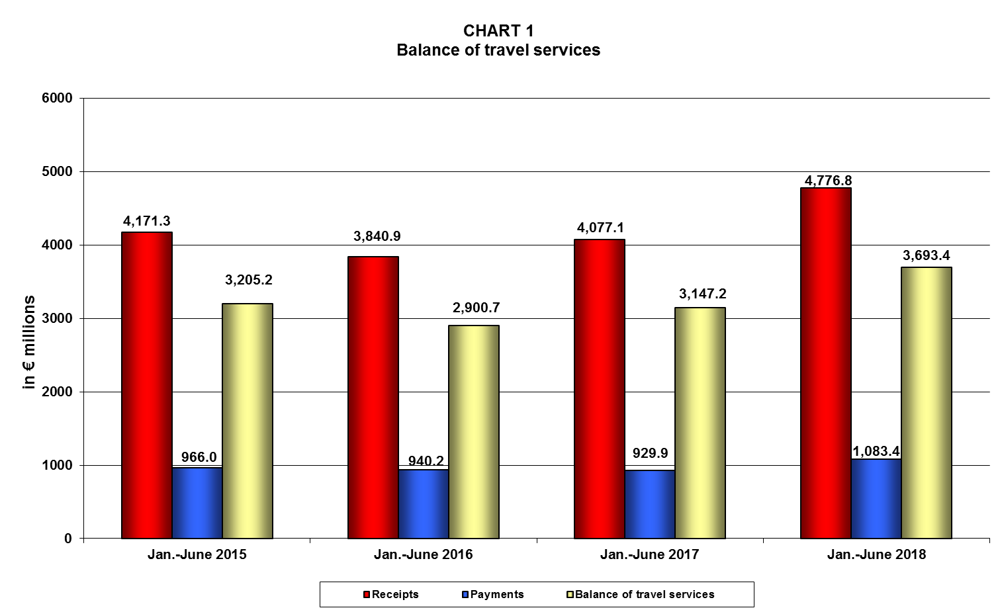 CHART 1
Balance of travel services
6000
5000
4000
3000
2000
1000
0
in € millions
4,171.3
966.0
3,205.2
3,840.9
940.2
2,900.7
4,077.1
929.9
3,147.2
4,776.8
1,083.4
3,693.4
Jan.-June 2015
Jan.-June 2016
Jan.-June 2017
Jan.-June 2018
Receipts
Payments
Balance of travel services